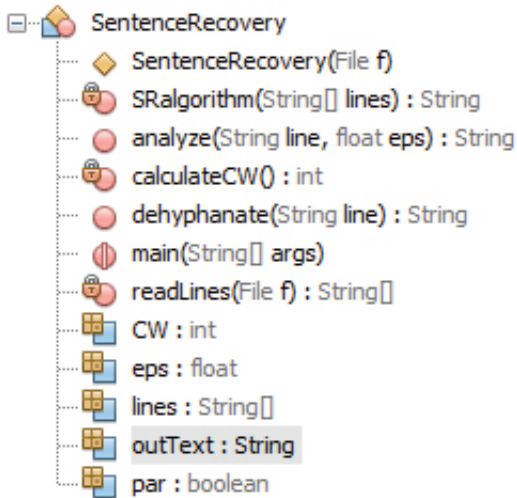 SentenceRecovery
SentenceRecovery(File f)
SRalgorithm(String[] lines) : String
analyze(String line, float eps) : String
calculateCW() : int
dehyphanate(String line) : String
main(String[] args)
readLines(File f) : String[]
CW : int
eps : float
lines : String[]
outText : String
par : boolean